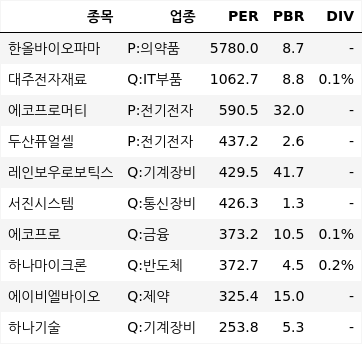 종목 업종 PER PBR DIV
한올바이오파마 P:의약품 5780.0 8.7 -
대주전자재료 Q:IT부품 1062.7 8.8 0.1%
에코프로머티 P:전기전자 590.5 32.0 -
두산퓨얼셀 P:전기전자 437.2 2.6 -
레인보우로보틱스 Q:기계장비 429.5 41.7 -
서진시스템 Q:통신장비 426.3 1.3 -
에코프로 Q:금융 373.2 10.5 0.1%
하나마이크론 Q:반도체 372.7 4.5 0.2%
에이비엘바이오 Q:제약 325.4 15.0 -
하나기술 Q:기계장비 253.8 5.3 -